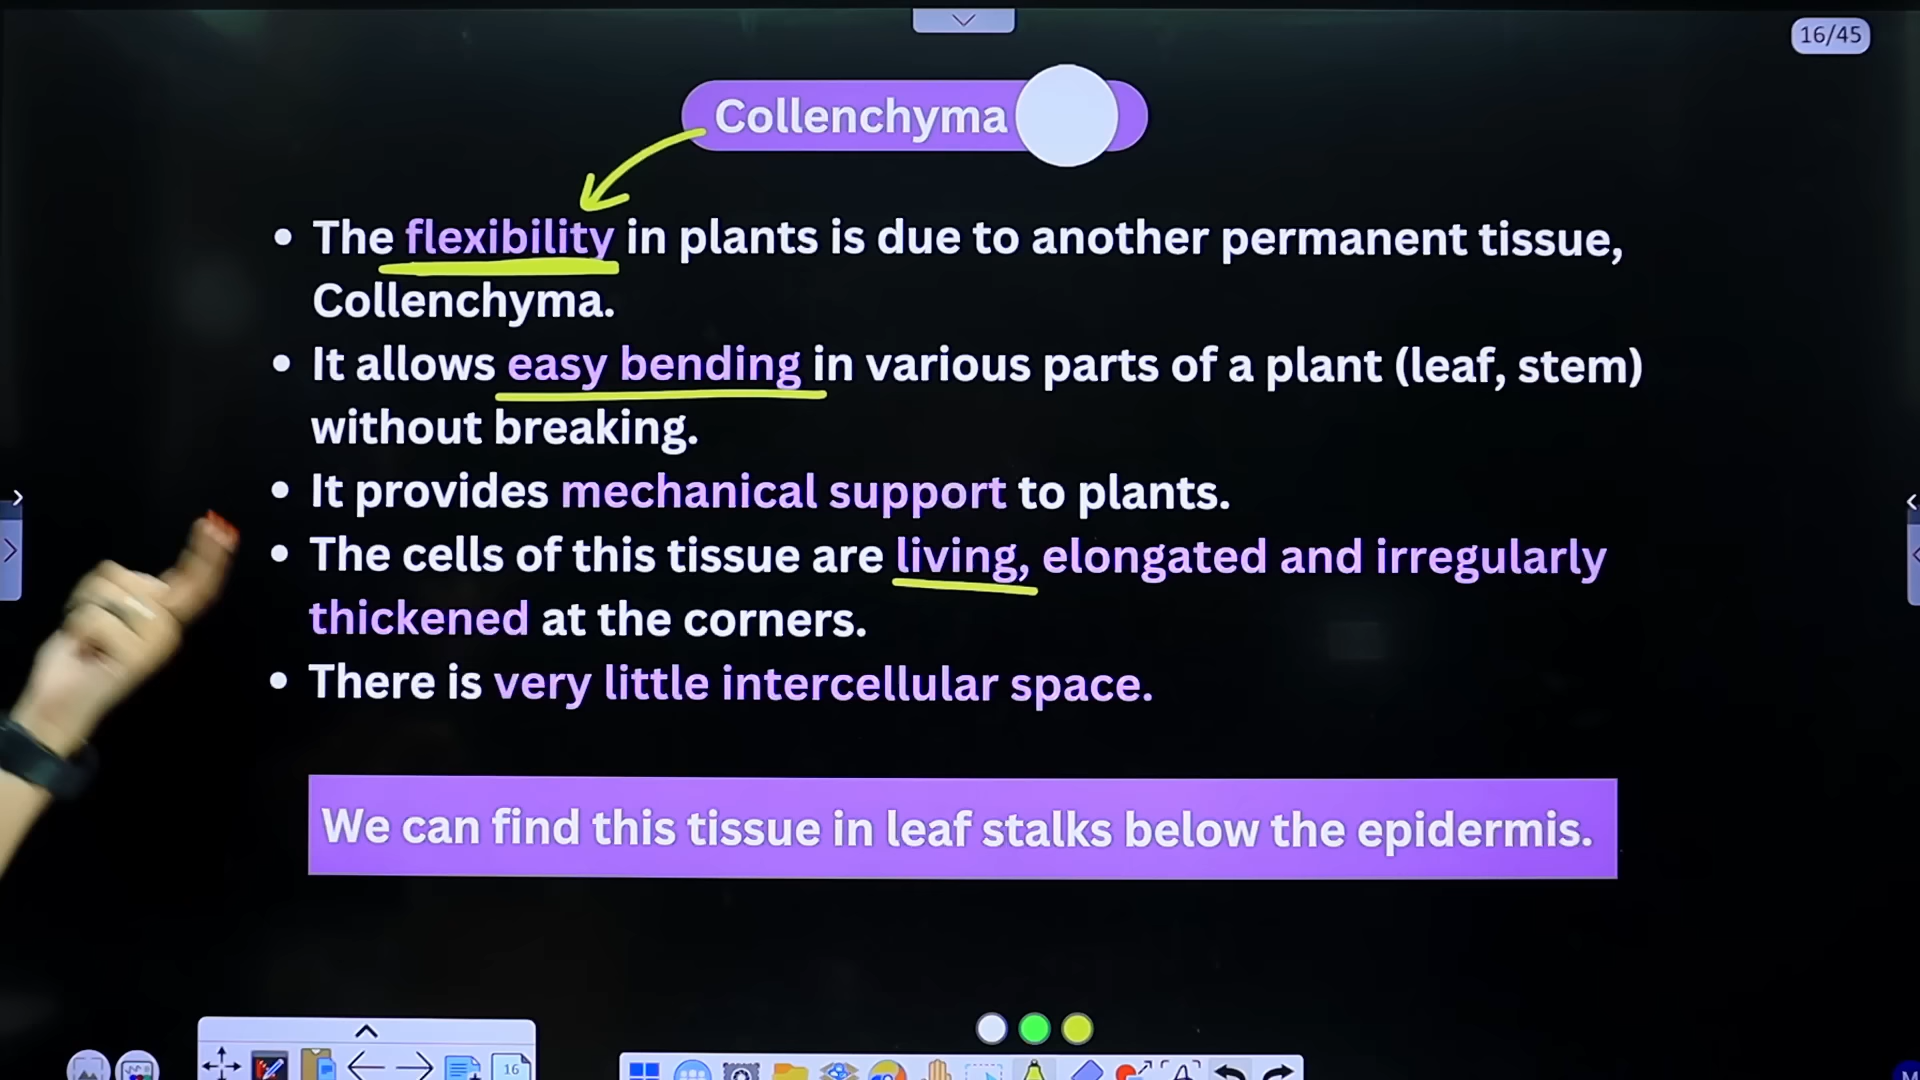 16/45
Collenchyma
• The flexibility in plants is due to another permanent tissue,
Collenchyma.
• It allows easy bending in various parts of a plant (leaf, stem)
without breaking.
• It provides mechanical support to plants.
• The cells of this tissue are living, elongated and irregularly
thickened at the corners.
• There is very little intercellular space.
We can find this tissue in leaf stalks below the epidermis.
16
M